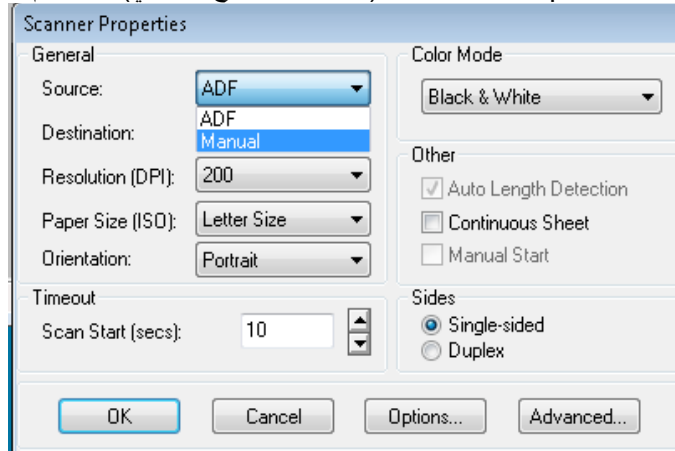 Scanner Properties
General
Source:
ADF
ADF
Manual
Destination:
Resolution (DPI):
200
Paper Size (ISO):
Letter Size
Orientation:
Portrait
Color Mode
Black & White
Other
Auto Length Detection
Continuous Sheet
Manual Start
Timeout
Scan Start (secs):
10
Sides
Single-sided
Duplex
OK
Cancel
Options...
Advanced...